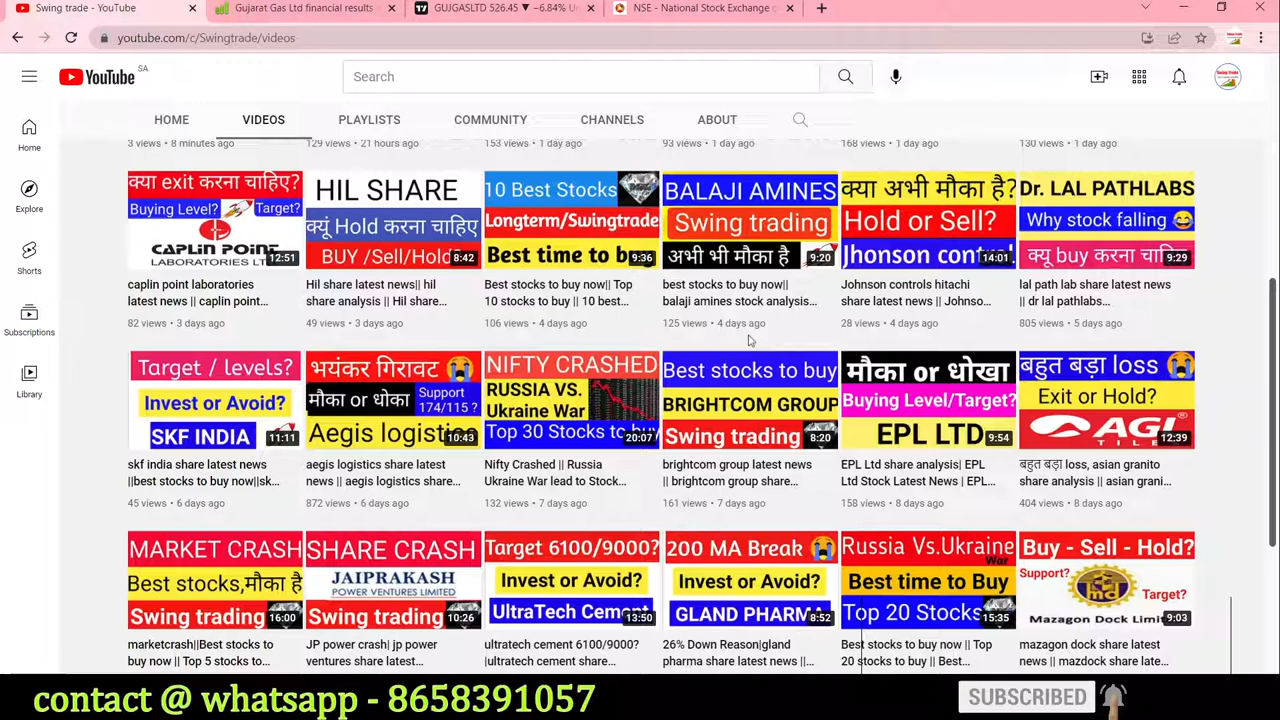 Swing trade - YouTube
Gujarat Gas Ltd financial results
GUJGASLTD 526.45 ▼ −6.84% Un
NSE - National Stock Exchange o
youtube.com/c/Swingtrade/videos
YouTube SA
Search
HOME
VIDEOS
PLAYLISTS
COMMUNITY
CHANNELS
ABOUT
Home
Explore
Shorts
Subscriptions
Library
3 views • 8 minutes ago
129 views • 21 hours ago
153 views • 1 day ago
93 views • 1 day ago
168 views • 1 day ago
130 views • 1 day ago
क्या exit करना चाहिए?
Buying Level?
Target?
CAPLIN POINT
LABORATORIES LT
12:51
HIL SHARE
क्यूं Hold करना चाहिए
BUY /Sell/Hold
8:42
10 Best Stocks
Longterm/Swingtrade
Best time to b
9:36
BALAJI AMINES
Swing trading
अभी भी मौका है
9:20
क्या अभी मौका है?
Hold or Sell?
Jhonson cont
14:01
Dr. LAL PATHLABS
Why stock falling
क्यू buy करना चाहि
9:29
caplin point laboratories
latest news || caplin point...
82 views • 3 days ago
Hil share latest news|| hil
share analysis || Hil share...
49 views • 3 days ago
Best stocks to buy now|| Top
10 stocks to buy || 10 best...
106 views • 4 days ago
best stocks to buy now||
balaji amines stock analysis...
125 views • 4 days ago
Johnson controls hitachi
share latest news || Johnso...
28 views • 4 days ago
lal path lab share latest
news || dr lal pathlabs...
805 views • 5 days ago
Target / levels?
Invest or Avoid?
SKF INDIA
11:11
भयंकर गिरावट
मौका or धोका
Support
174/115 ?
Aegis logistic
10:43
NIFTY CRASHED
RUSSIA VS.
Ukraine War
Top 30 Stocks to bu
20:07
Best stocks to buy
BRIGHTCOM GROUP
Swing trading
8:20
मौका or धोखा
Buying Level/Target?
EPL LTD
9:54
बहुत बड़ा loss
Exit or Hold?
AGI
TILE
12:39
skf india share latest news
||best stocks to buy now||sk...
45 views • 6 days ago
aegis logistics share latest
news || aegis logistics share...
872 views • 6 days ago
Nifty Crashed || Russia
Ukraine War lead to Stock...
132 views • 7 days ago
brightcom group latest news
|| brightcom group share...
161 views • 7 days ago
EPL Ltd share analysis| EPL
Ltd Stock Latest News | EPL...
158 views • 8 days ago
बहुत बड़ा loss, asian granito
share analysis || asian grani...
404 views • 8 days ago
MARKET CRASH
Best stocks,मौका है
Swing trading
16:00
SHARE CRASH
JAIPRAKASH
POWER VENTURES LIMITED
Swing trading
10:26
Target 6100/9000?
Invest or Avoid?
UltraTech Cem
13:50
200 MA Break
Invest or Avoid?
GLAND PHARMA
8:52
Russia Vs.Ukraine
War
Best time to Buy
Top 20 Stocks
15:35
Buy - Sell - Hold?
Support?
Target?
Mazagon Dock Limi
9:03
marketcrash||Best stocks to
buy now || Top 5 stocks to...
JP power crash| jp power
ventures share latest...
ultratech cement 6100/9000?
|ultratech cement share...
26% Down Reason|gland
pharma share latest news ||...
Best stocks to buy now || Top
20 stocks to buy || Best...
mazagon dock share latest
news || mazdock share late...
contact @ whatsapp - 8658391057
SUBSCRIBED